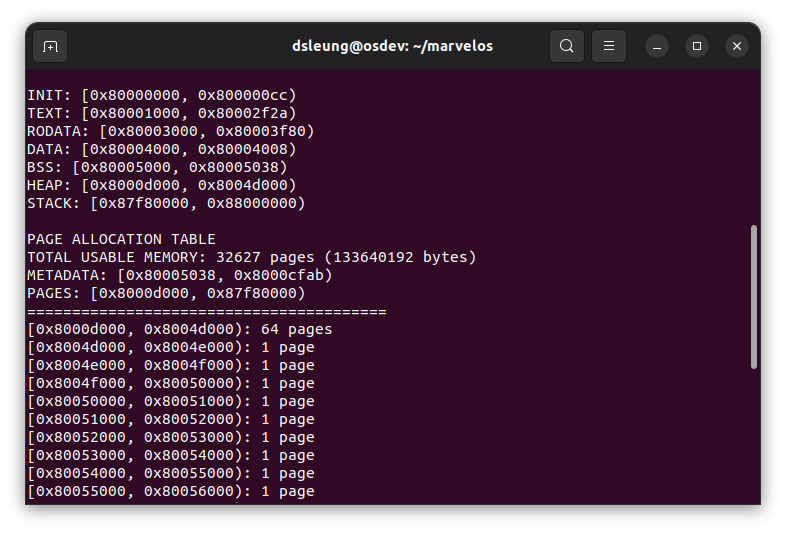 dsleung@osdev: ~/marvelos
INIT: [0x80000000, 0x800000cc)
TEXT: [0x80001000, 0x80002f2a)
RODATA: [0x80003000, 0x80003f80)
DATA: [0x80004000, 0x80004008)
BSS: [0x80005000, 0x80005038)
HEAP: [0x8000d000, 0x8004d000)
STACK: [0x87f80000, 0x88000000)
PAGE ALLOCATION TABLE
TOTAL USABLE MEMORY: 32627 pages (133640192 bytes)
METADATA: [0x80005038, 0x8000cfab)
PAGES: [0x8000d000, 0x87f80000)
========================================
[0x8000d000, 0x8004d000): 64 pages
[0x8004d000, 0x8004e000): 1 page
[0x8004e000, 0x8004f000): 1 page
[0x8004f000, 0x80050000): 1 page
[0x80050000, 0x80051000): 1 page
[0x80051000, 0x80052000): 1 page
[0x80052000, 0x80053000): 1 page
[0x80053000, 0x80054000): 1 page
[0x80054000, 0x80055000): 1 page
[0x80055000, 0x80056000): 1 page